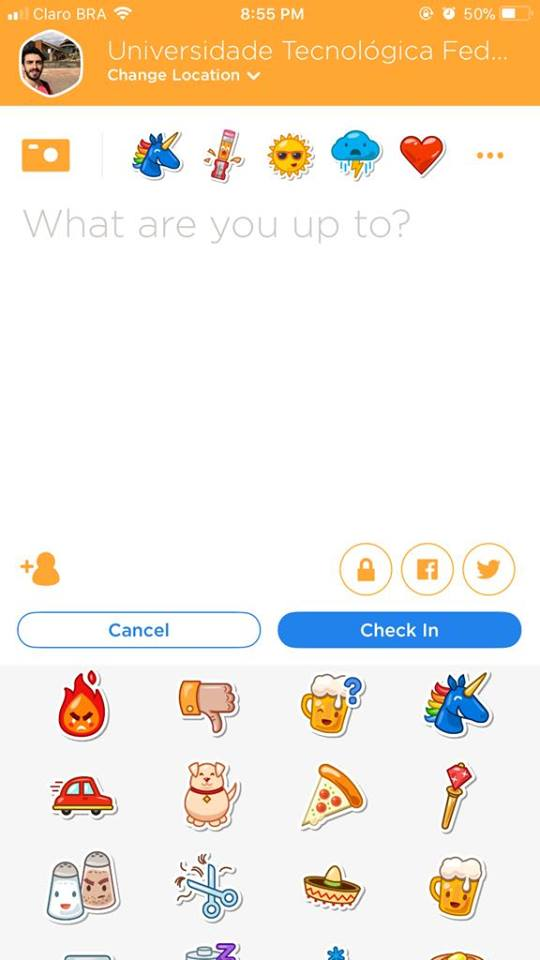 Claro BRA 8:55 PM 50%
Universidade Tecnológica Fed...
Change Location
What are you up to?
Cancel Check In
?
Z